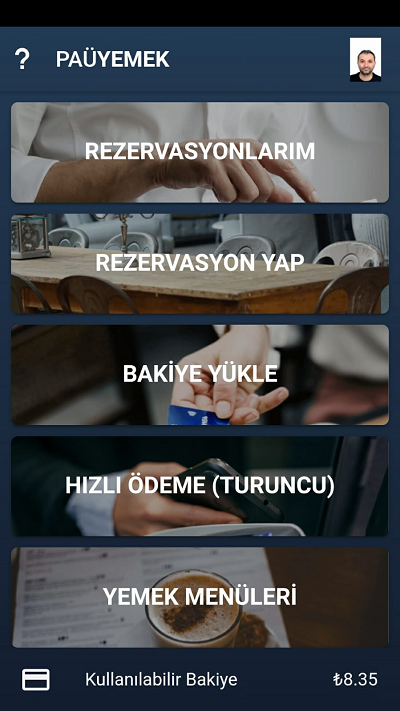 ? PAÜYEMEK
REZERVASYONLARIM
REZERVASYON YAP
BAKİYE YÜKLE
HIZLI ÖDEME (TURUNCU)
YEMEK MENÜLERİ
Kullanılabilir Bakiye ₺8.35